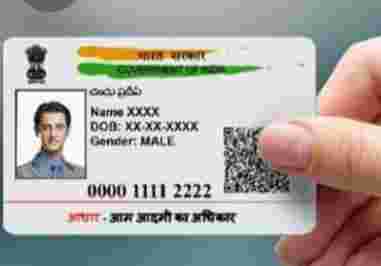 भारत सरकार
GOVERNMENT OF INDIA
Name XXXX
DOB: XX-XX-XXXX
Gender: MALE
0000 1111 2222
आधार - आम आदमी का अधिकार